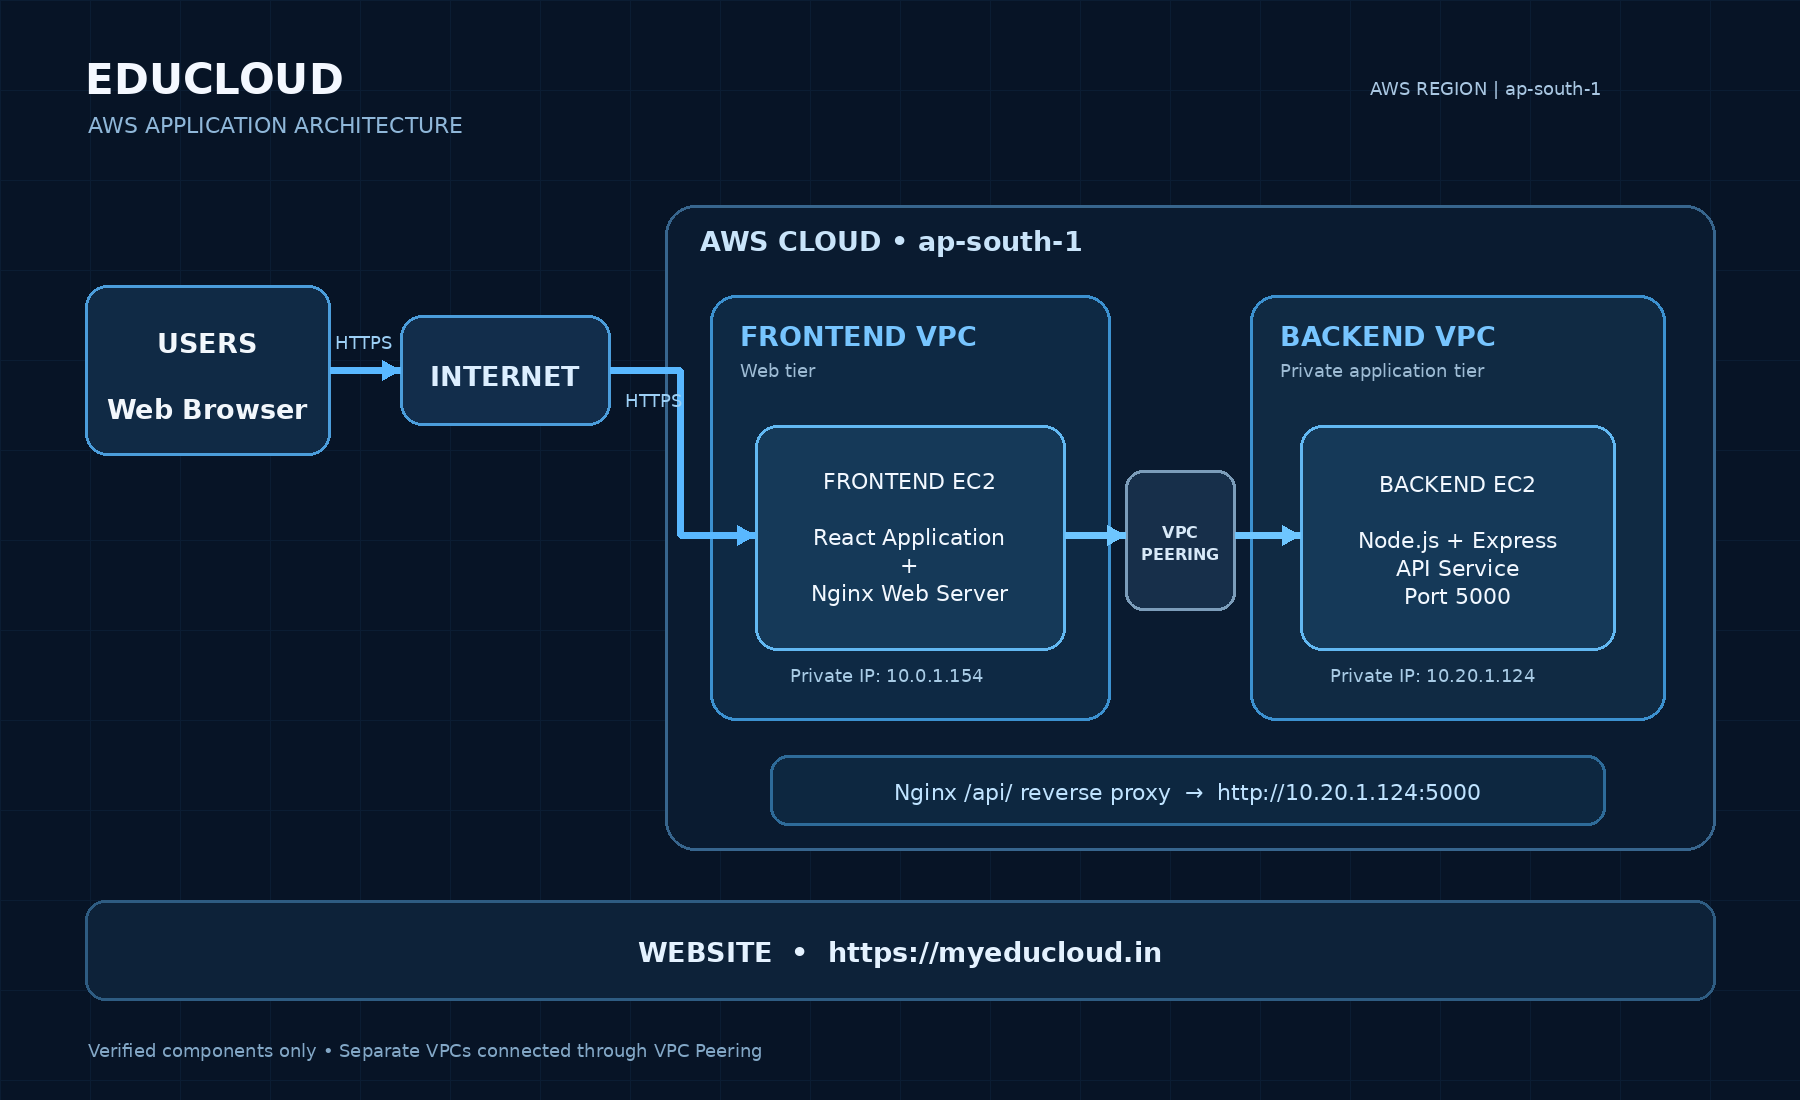 EDUCLOUD
AWS APPLICATION ARCHITECTURE
AWS REGION | ap-south-1
AWS CLOUD • ap-south-1
USERS
Web Browser
HTTPS
INTERNET
HTTPS
FRONTEND VPC
Web tier
FRONTEND EC2
React Application
+
Nginx Web Server
Private IP: 10.0.1.154
VPC
PEERING
BACKEND VPC
Private application tier
BACKEND EC2
Node.js + Express
API Service
Port 5000
Private IP: 10.20.1.124
Nginx /api/ reverse proxy → http://10.20.1.124:5000
WEBSITE • https://myeducloud.in
Verified components only • Separate VPCs connected through VPC Peering